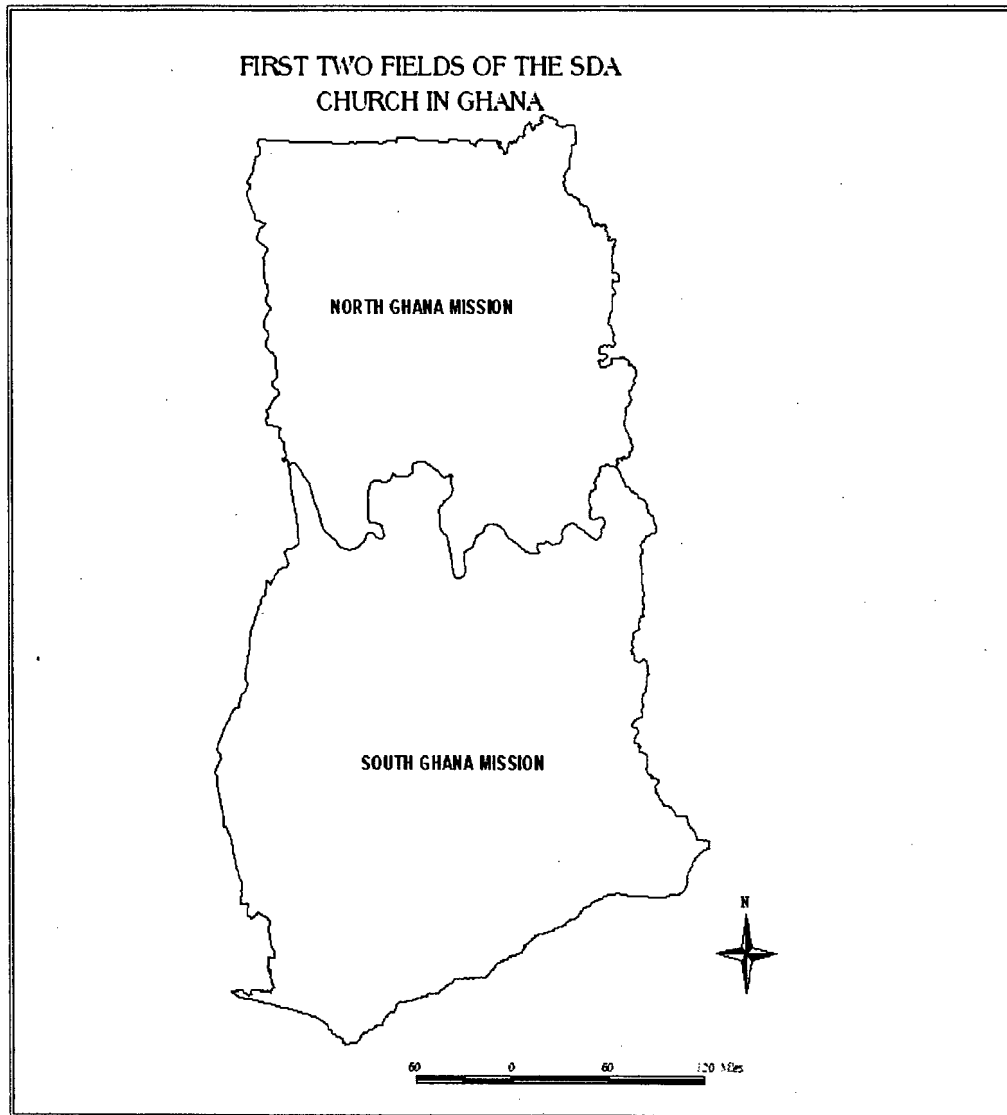 FIRST TWO FIELDS OF THE SDA
CHURCH IN GHANA
NORTH GHANA MISSION
SOUTH GHANA MISSION
N
60 0 60 120 Miles